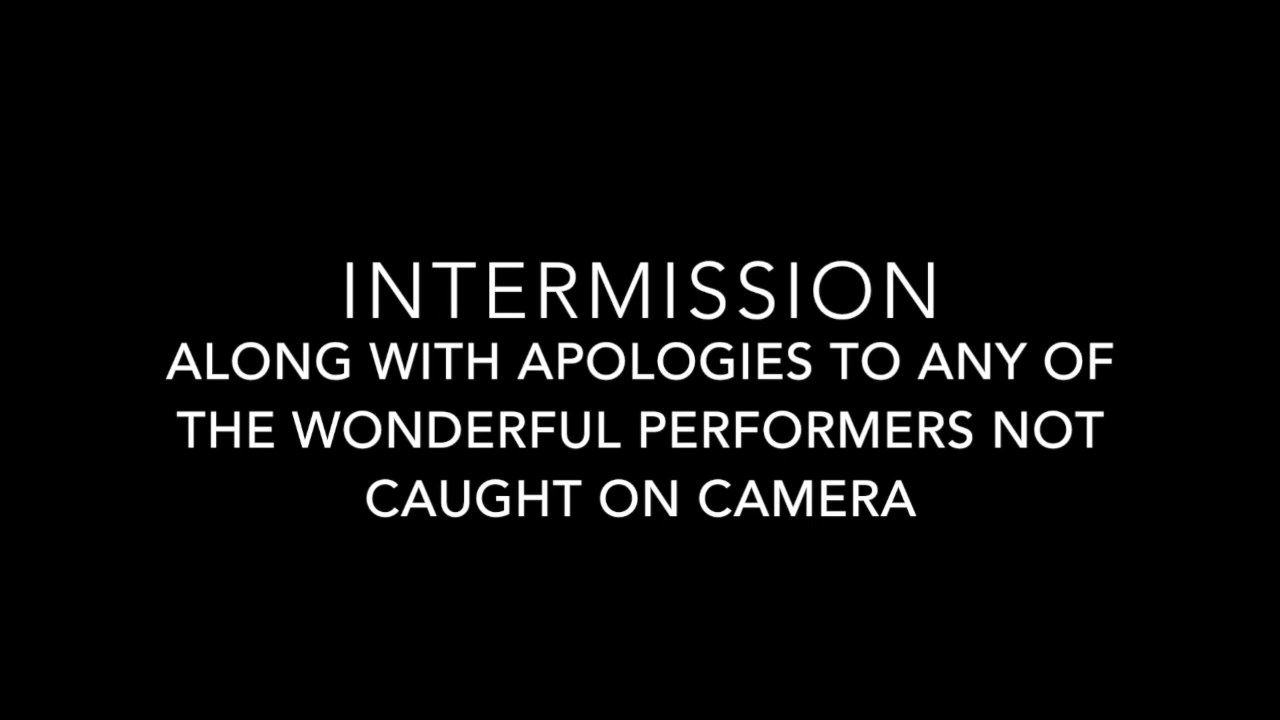 INTERMISSION
ALONG WITH APOLOGIES TO ANY OF
THE WONDERFUL PERFORMERS NOT
CAUGHT ON CAMERA